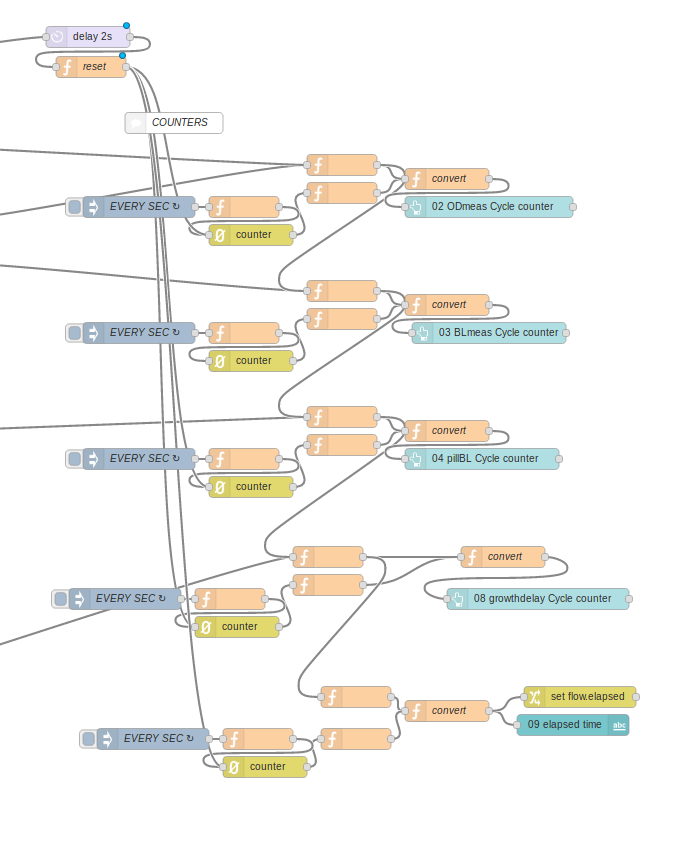 delay 2s
reset
COUNTERS
convert
EVERY SEC ↻
02 ODmeas Cycle counter
counter
convert
EVERY SEC ↻
03 BLmeas Cycle counter
counter
convert
EVERY SEC ↻
04 pillBL Cycle counter
counter
convert
EVERY SEC ↻
08 growthdelay Cycle counter
counter
set flow.elapsed
convert
09 elapsed time
abc
EVERY SEC ↻
counter